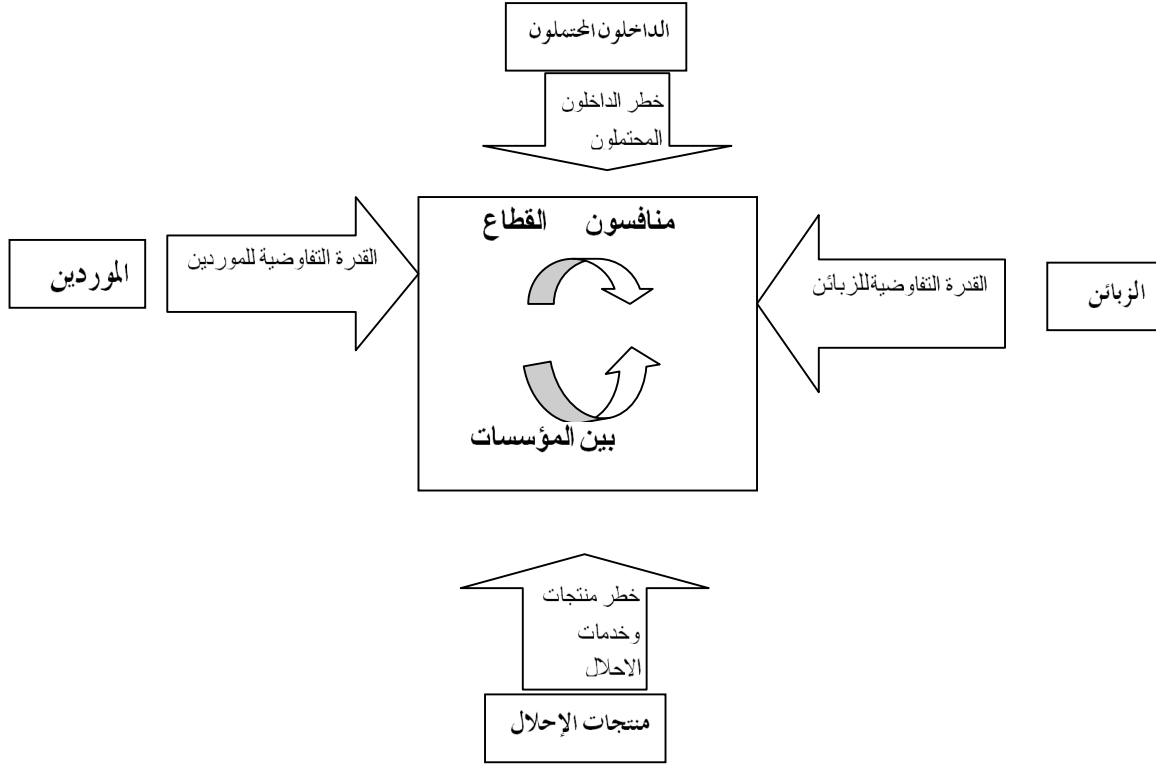 الداخلون المحتملون
خطر الداخلون
المحتملون
منافسون القطاع
الموردين
القدرة التفاوضية للموردين
القدرة التفاوضية للزبائن
الزبائن
بين المؤسسات
خطر منتجات
وخدمات
الاحلال
منتجات الإحلال